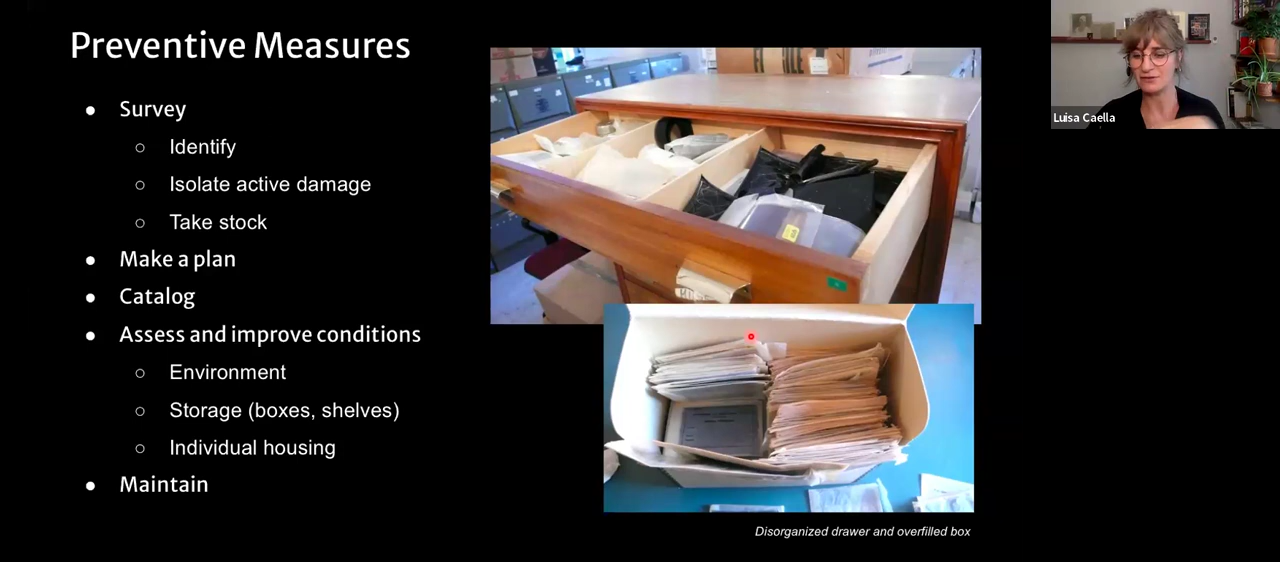 Preventive Measures
● Survey
○ Identify
○ Isolate active damage
○ Take stock
● Make a plan
● Catalog
● Assess and improve conditions
○ Environment
○ Storage (boxes, shelves)
○ Individual housing
● Maintain
Disorganized drawer and overfilled box
Luisa Caella